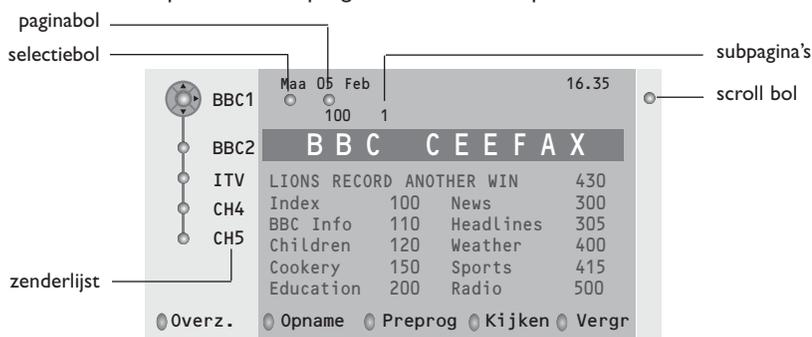 paginabol
selectiebol
subpagina's
scroll bol
Maa 05 Feb 16.35
BBC1
100 1
BBC2 BBC CEEFAX
ITV LIONS RECORD ANOTHER WIN 430
Index 100 News 300
CH4 BBC Info 110 Headlines 305
CH5 Children 120 Weather 400
Cookery 150 Sports 415
zenderlijst
Education 200 Radio 500
Overz. Opname Preprog Kijken Vergr